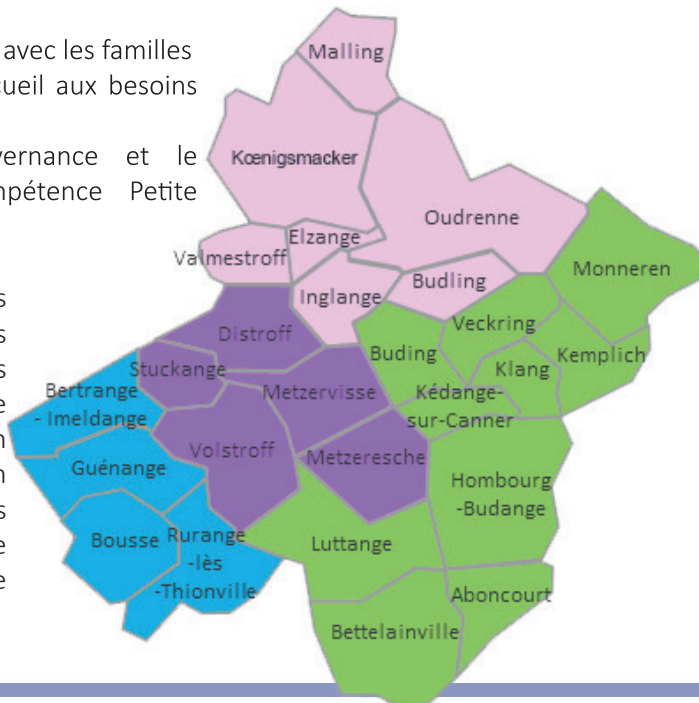 avec les familles
cueil aux besoins
vernance et le
mpétence Petite
s
s
s
e
n
n
s
e
e
Malling
Kœnigsmacker
Oudrenne
Elzange
Valmestroff
Monneren
Budling
Inglange
Veckring
Distroff
Buding
Kemplich
Stuckange
Klang
Bertrange
- Imeldange
Metzervisse
Kédange-
sur-Canner
Volstroff
Metzeresche
Guénange
Hombourg
-Budange
Bousse
Rurange
-lès
-Thionville
Luttange
Aboncourt
Bettelainville